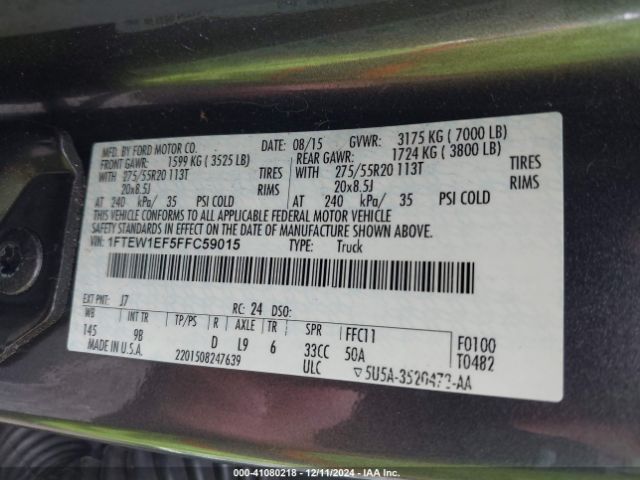 MFD. BY FORD MOTOR CO. DATE: 08/15 GVWR: 3175 KG ( 7000 LB)
FRONT GAWR: 1599 KG ( 3525 LB) REAR GAWR: 1724 KG ( 3800 LB)
WITH 275/55R20 113T TIRES WITH 275/55R20 113T TIRES
20x8.5J RIMS 20x8.5J RIMS
AT 240 kPa/ 35 PSI COLD AT 240 kPa/ 35 PSI COLD
THIS VEHICLE CONFORMS TO ALL APPLICABLE FEDERAL MOTOR VEHICLE
SAFETY STANDARDS IN EFFECT ON THE DATE OF MANUFACTURE SHOWN ABOVE.
VIN: 1FTEW1EF5FFC59015 TYPE: Truck
EXT PNT: J7 RC: 24 DSO:
WB INT TR TP/PS R AXLE TR SPR FFC11 F0100
145 9B D L9 6 33CC 50A T0482
MADE IN U.S.A. 2201508247639 ULC ▽5U5A-3520472-AA
000-41080218 - 12/11/2024 - IAA Inc.